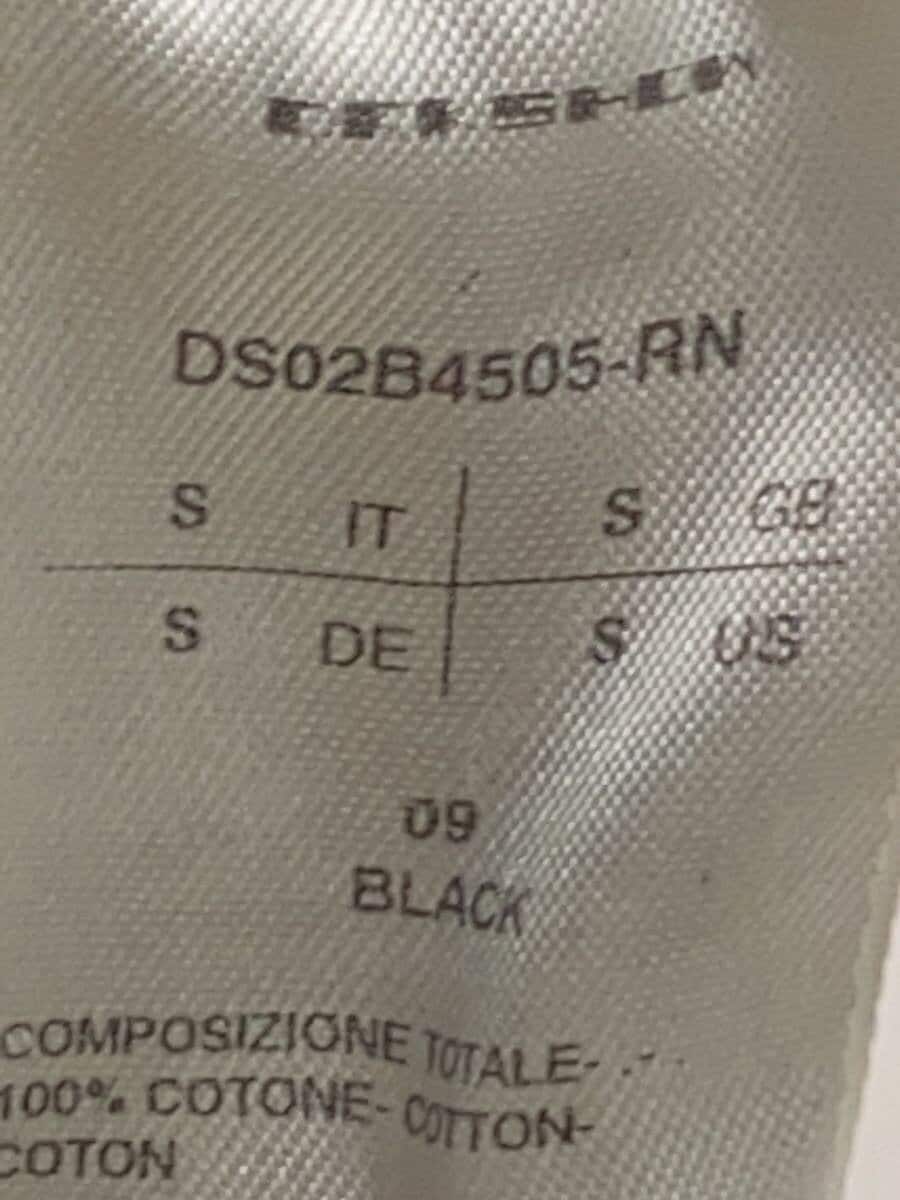 DS02B4505-RN
S IT S GB
S DE S US
09
BLACK
COMPOSIZIONE TOTALE- .- . .
100% COTONE- COTTON-
COTON